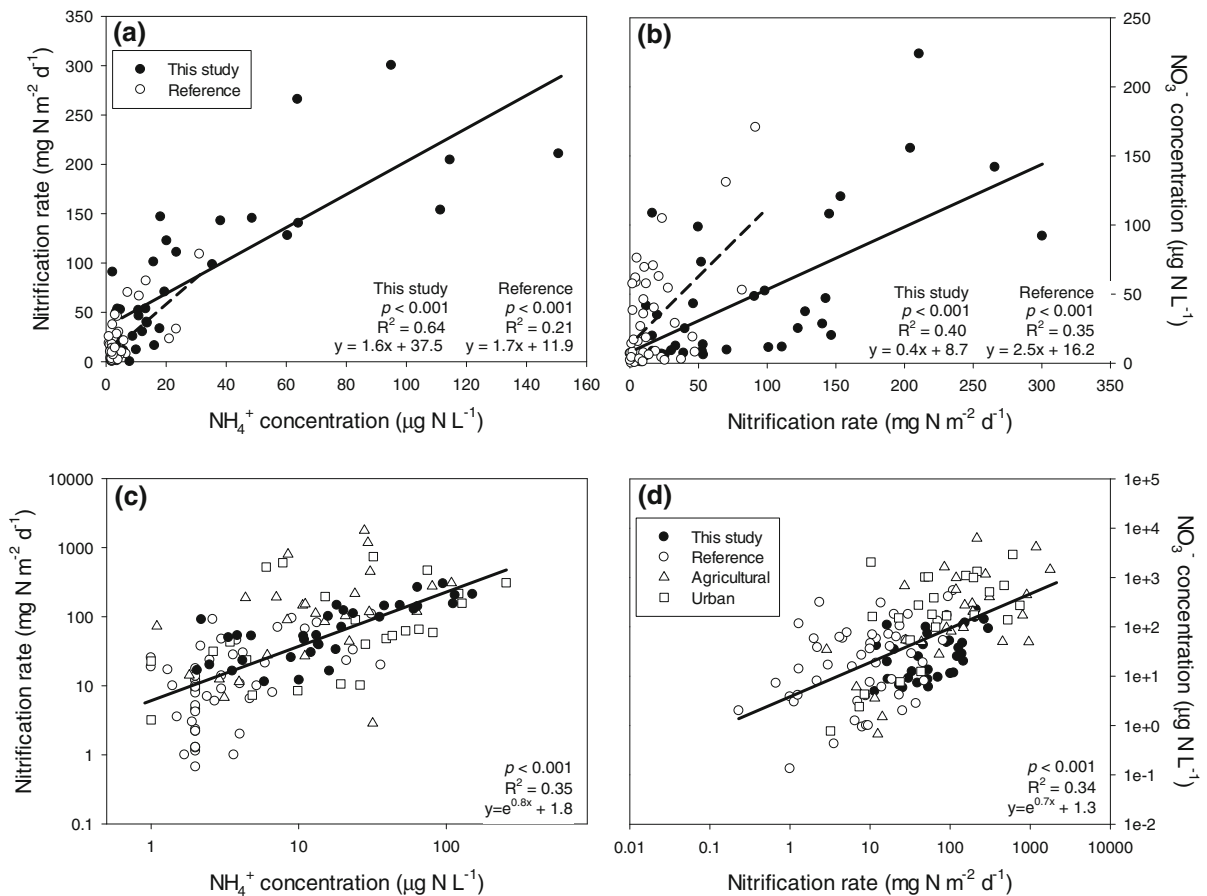 (a)
This study
Reference
Nitrification rate (mg N m⁻² d⁻¹)
350
300
250
200
150
100
50
0
This study Reference
p < 0.001 p < 0.001
R² = 0.64 R² = 0.21
y = 1.6x + 37.5 y = 1.7x + 11.9
0 20 40 60 80 100 120 140 160
NH₄⁺ concentration (µg N L⁻¹)
(b)
250
200
150
100
50
0
NO₃⁻ concentration (µg N L⁻¹)
This study Reference
p < 0.001 p < 0.001
R² = 0.40 R² = 0.35
y = 0.4x + 8.7 y = 2.5x + 16.2
0 50 100 150 200 250 300 350
Nitrification rate (mg N m⁻² d⁻¹)
(c)
Nitrification rate (mg N m⁻² d⁻¹)
10000
1000
100
10
1
0.1
p < 0.001
R² = 0.35
y=e^0.8x + 1.8
1 10 100
NH₄⁺ concentration (µg N L⁻¹)
(d)
This study
Reference
Agricultural
Urban
1e+5
1e+4
1e+3
1e+2
1e+1
1e+0
1e-1
1e-2
NO₃⁻ concentration (µg N L⁻¹)
p < 0.001
R² = 0.34
y=e^0.7x + 1.3
0.01 0.1 1 10 100 1000 10000
Nitrification rate (mg N m⁻² d⁻¹)